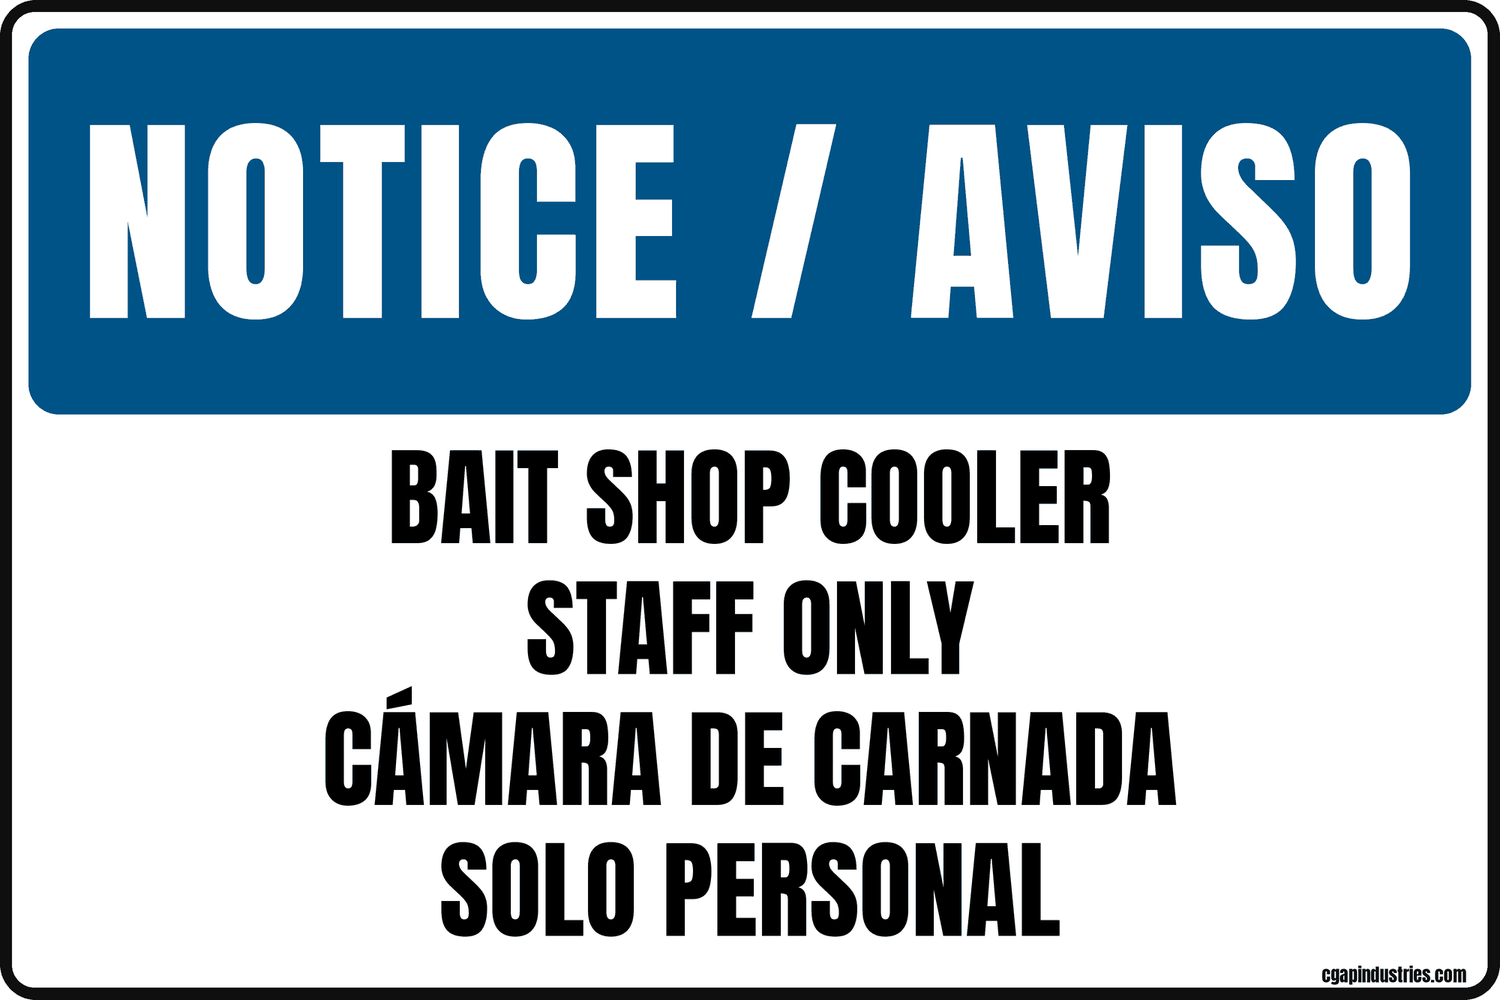 NOTICE / AVISO
BAIT SHOP COOLER
STAFF ONLY
CÁMARA DE CARNADA
SOLO PERSONAL
cgapindustries.com